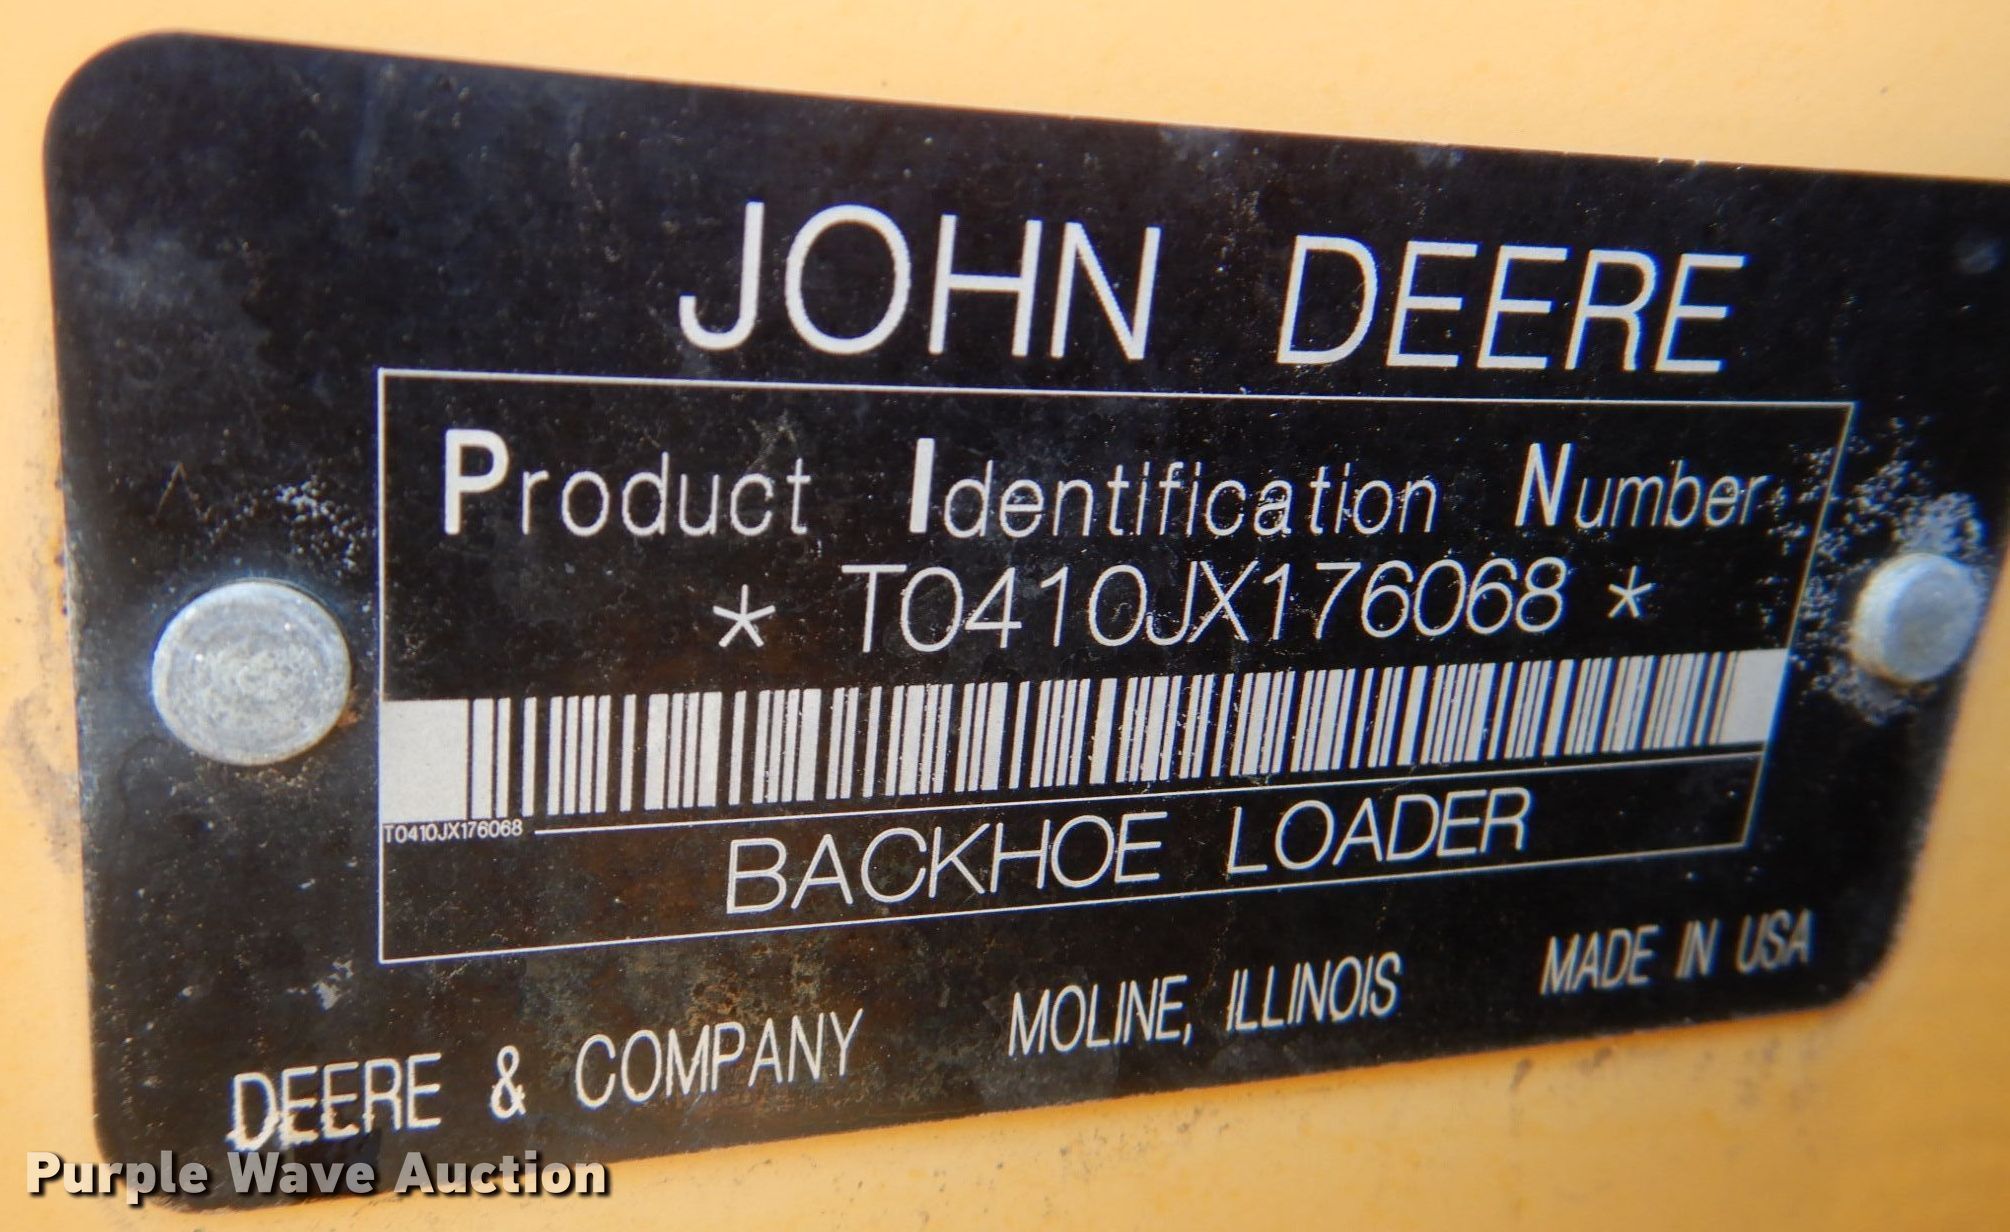 JOHN DEERE
Product Identification Number
* T0410JX176068 *
T0410JX176068
BACKHOE LOADER
DEERE & COMPANY MOLINE, ILLINOIS MADE IN USA
Purple Wave Auction